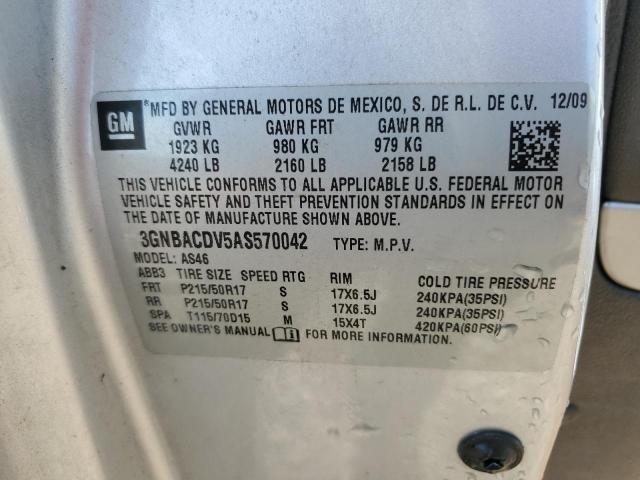 GM ®MFD BY GENERAL MOTORS DE MEXICO, S. DE R.L. DE C.V. 12/09
GVWR GAWR FRT GAWR RR
1923 KG 980 KG 979 KG
4240 LB 2160 LB 2158 LB
THIS VEHICLE CONFORMS TO ALL APPLICABLE U.S. FEDERAL MOTOR
VEHICLE SAFETY AND THEFT PREVENTION STANDARDS IN EFFECT ON
THE DATE OF MANUFACTURE SHOWN ABOVE.
3GNBACDV5AS570042 TYPE: M.P.V.
MODEL: AS46
ABB3 TIRE SIZE SPEED RTG RIM COLD TIRE PRESSURE
FRT P215/50R17 S 17X6.5J 240KPA(35PSI)
RR P215/50R17 S 17X6.5J 240KPA(35PSI)
SPA T115/70D15 M 15X4T 420KPA(60PSI)
SEE OWNER'S MANUAL FOR MORE INFORMATION.